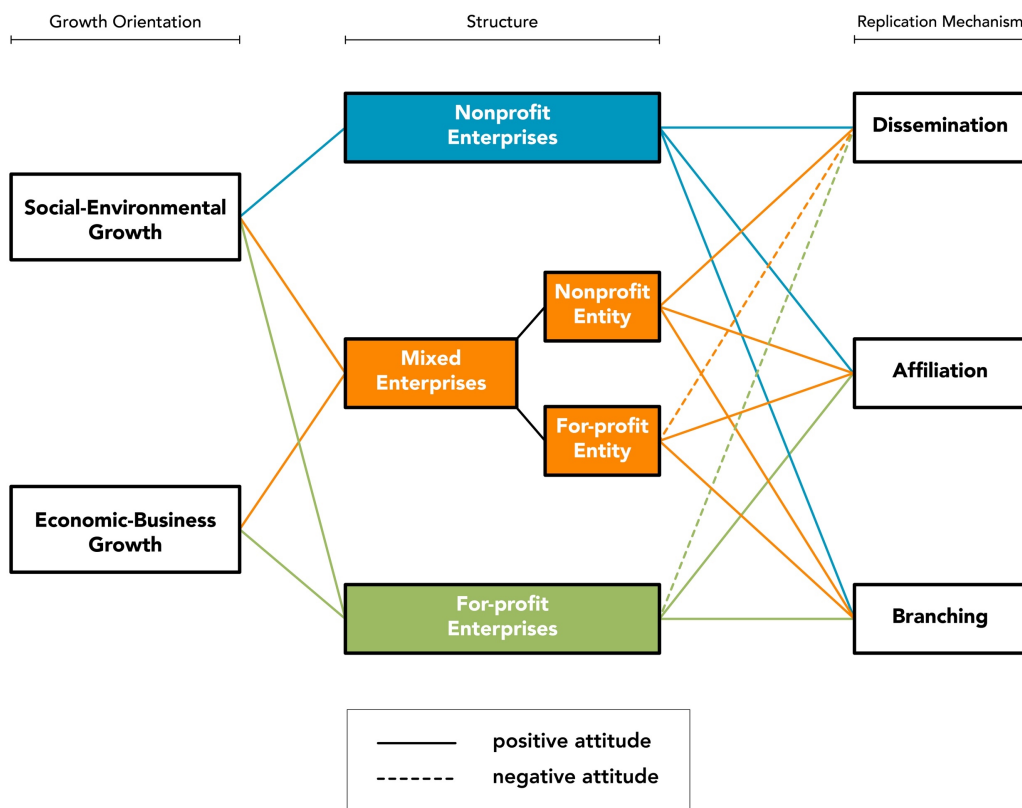 Growth Orientation
Structure
Replication Mechanism
Nonprofit
Enterprises
Dissemination
Social-Environmental
Growth
Nonprofit
Entity
Mixed
Enterprises
Affiliation
For-profit
Entity
Economic-Business
Growth
For-profit
Enterprises
Branching
positive attitude
negative attitude